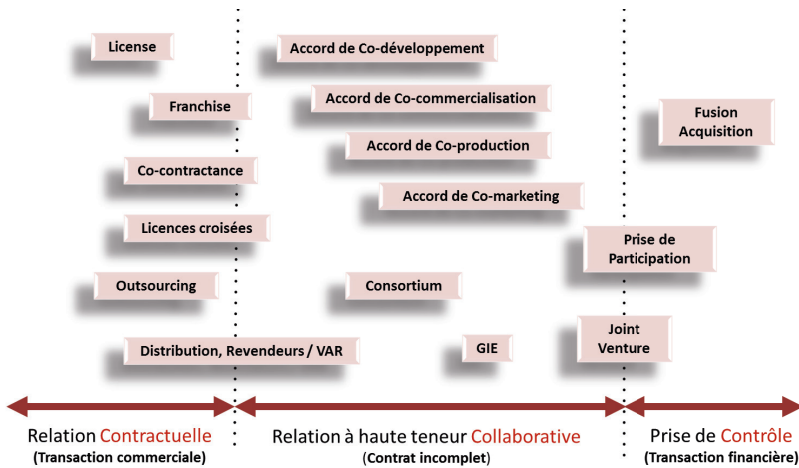 License
Accord de Co-développement
Franchise
Accord de Co-commercialisation
Fusion
Acquisition
Co-contractance
Accord de Co-production
Accord de Co-marketing
Licences croisées
Prise de
Participation
Outsourcing
Consortium
Distribution, Revendeurs / VAR
GIE
Joint
Venture
Relation Contractuelle
(Transaction commerciale)
Relation à haute teneur Collaborative
(Contrat incomplet)
Prise de Contrôle
(Transaction financière)